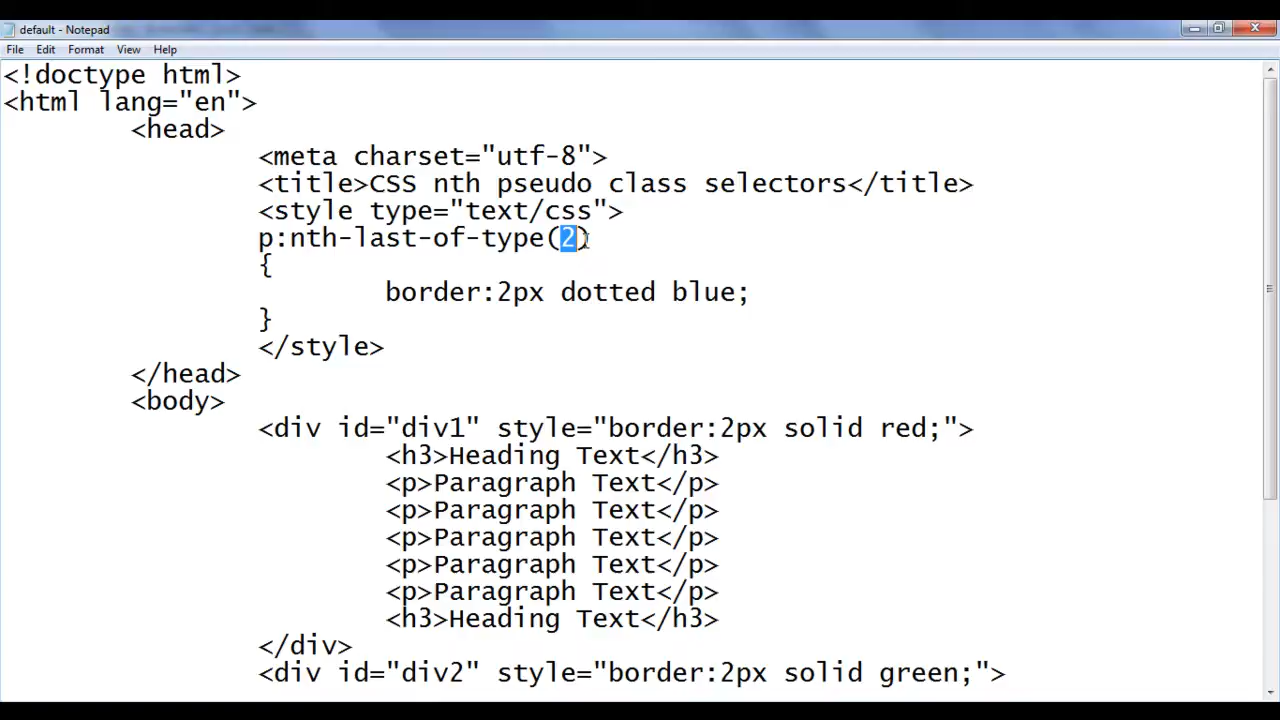 default - Notepad
File Edit Format View Help
<!doctype html>
<html lang="en">
<head>
<meta charset="utf-8">
<title>CSS nth pseudo class selectors</title>
<style type="text/css">
p:nth-last-of-type(2)
{
border:2px dotted blue;
}
</style>
</head>
<body>
<div id="div1" style="border:2px solid red;">
<h3>Heading Text</h3>
<p>Paragraph Text</p>
<p>Paragraph Text</p>
<p>Paragraph Text</p>
<p>Paragraph Text</p>
<p>Paragraph Text</p>
<h3>Heading Text</h3>
</div>
<div id="div2" style="border:2px solid green;">